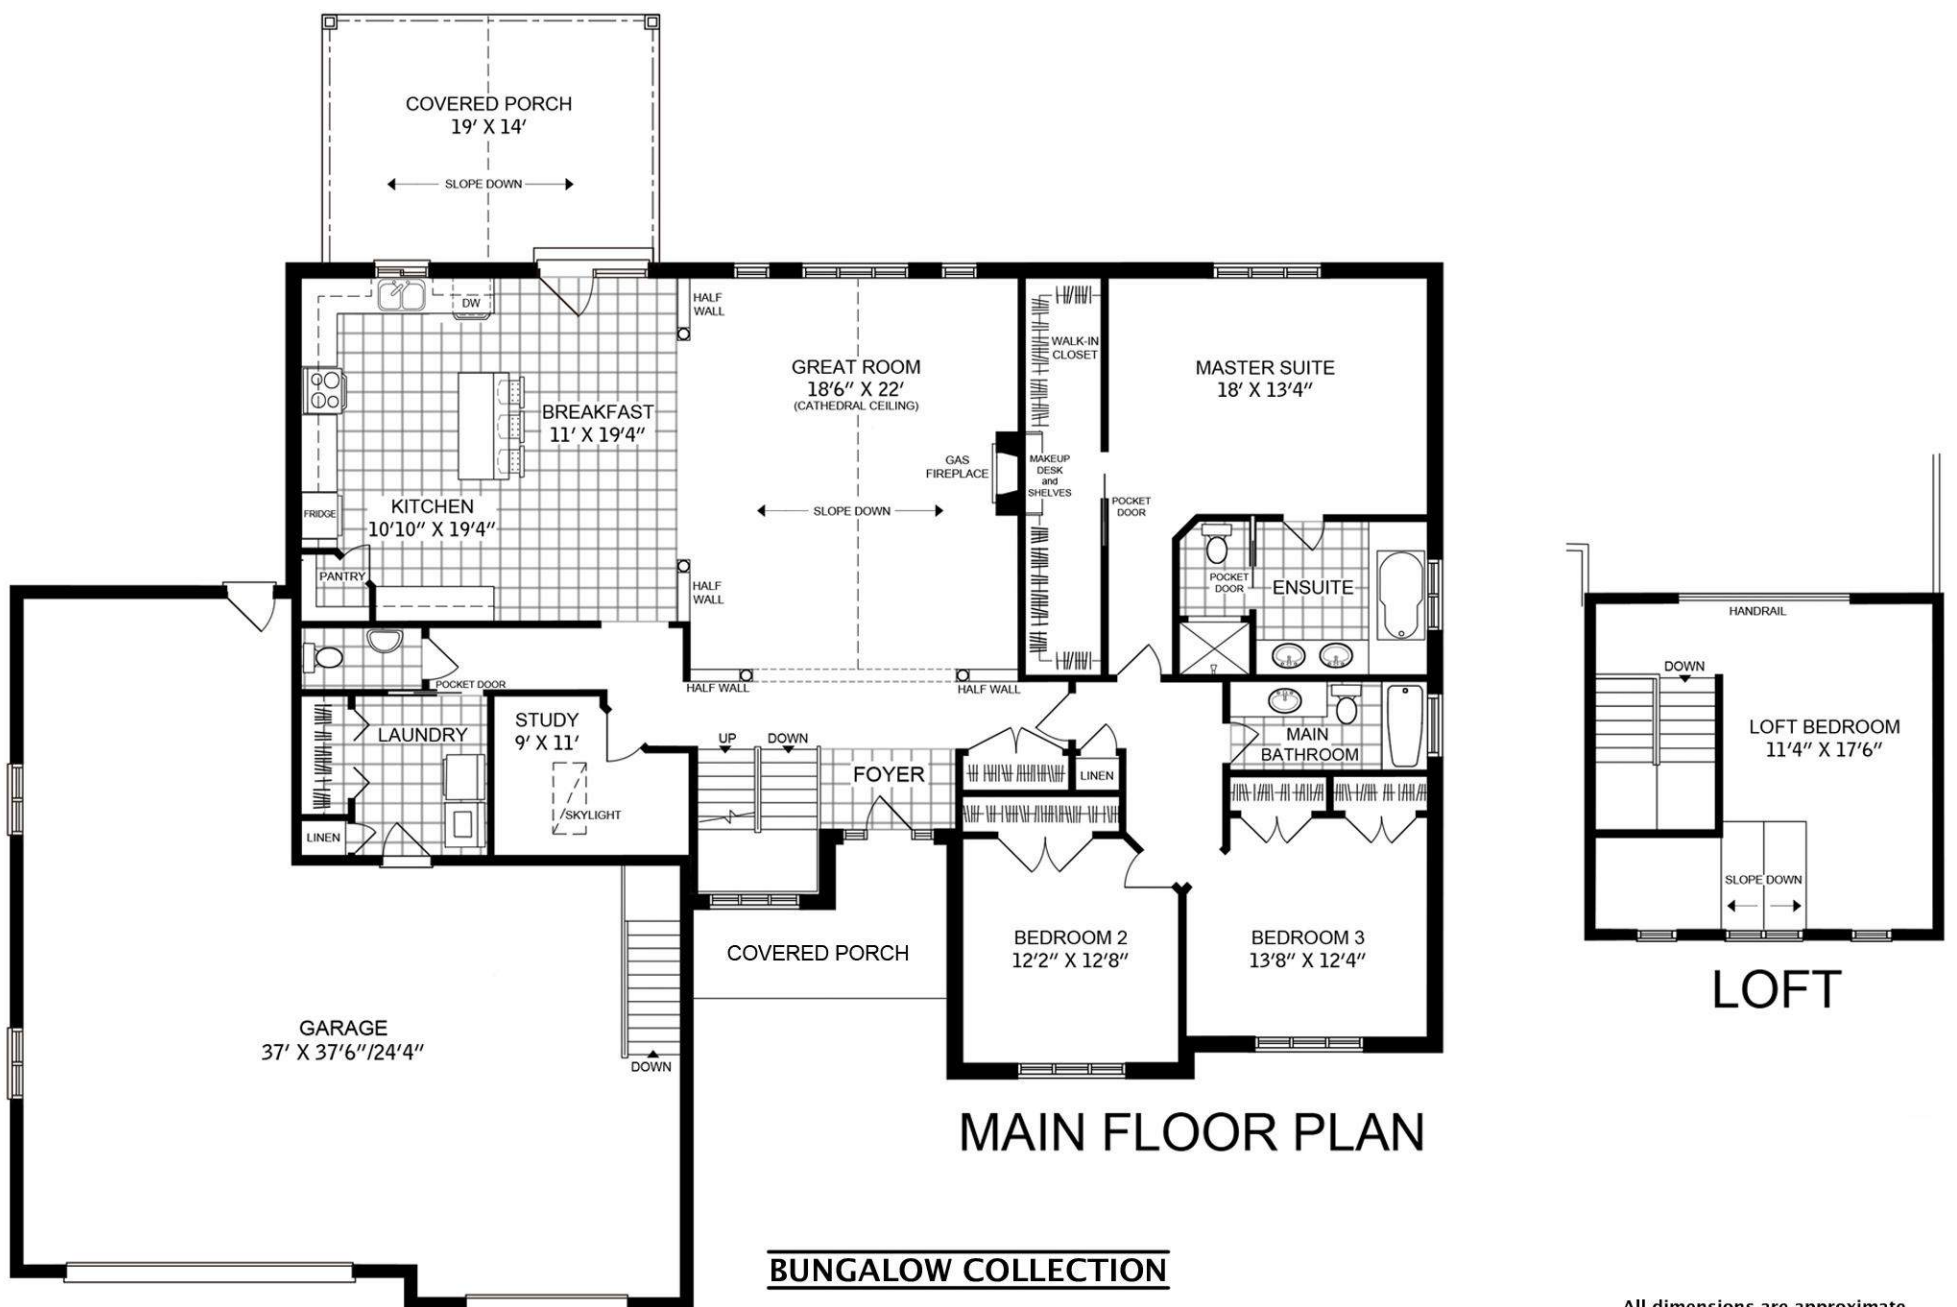 COVERED PORCH
19' X 14'
SLOPE DOWN
DW
HALF
WALL
BREAKFAST
11' X 19'4"
KITCHEN
10'10" X 19'4"
FRIDGE
PANTRY
HALF
WALL
GREAT ROOM
18'6" X 22'
(CATHEDRAL CEILING)
GAS
FIREPLACE
SLOPE DOWN
HALF WALL
HALF WALL
WALK-IN
CLOSET
MAKEUP
DESK
and
SHELVES
POCKET
DOOR
MASTER SUITE
18' X 13'4"
POCKET
DOOR
ENSUITE
POCKET DOOR
LAUNDRY
LINEN
STUDY
9' X 11'
SKYLIGHT
UP
DOWN
FOYER
LINEN
MAIN
BATHROOM
COVERED PORCH
BEDROOM 2
12'2" X 12'8"
BEDROOM 3
13'8" X 12'4"
GARAGE
37' X 37'6"/24'4"
DOWN
MAIN FLOOR PLAN
HANDRAIL
DOWN
LOFT BEDROOM
11'4" X 17'6"
SLOPE DOWN
LOFT
BUNGALOW COLLECTION
All dimensions are approximate